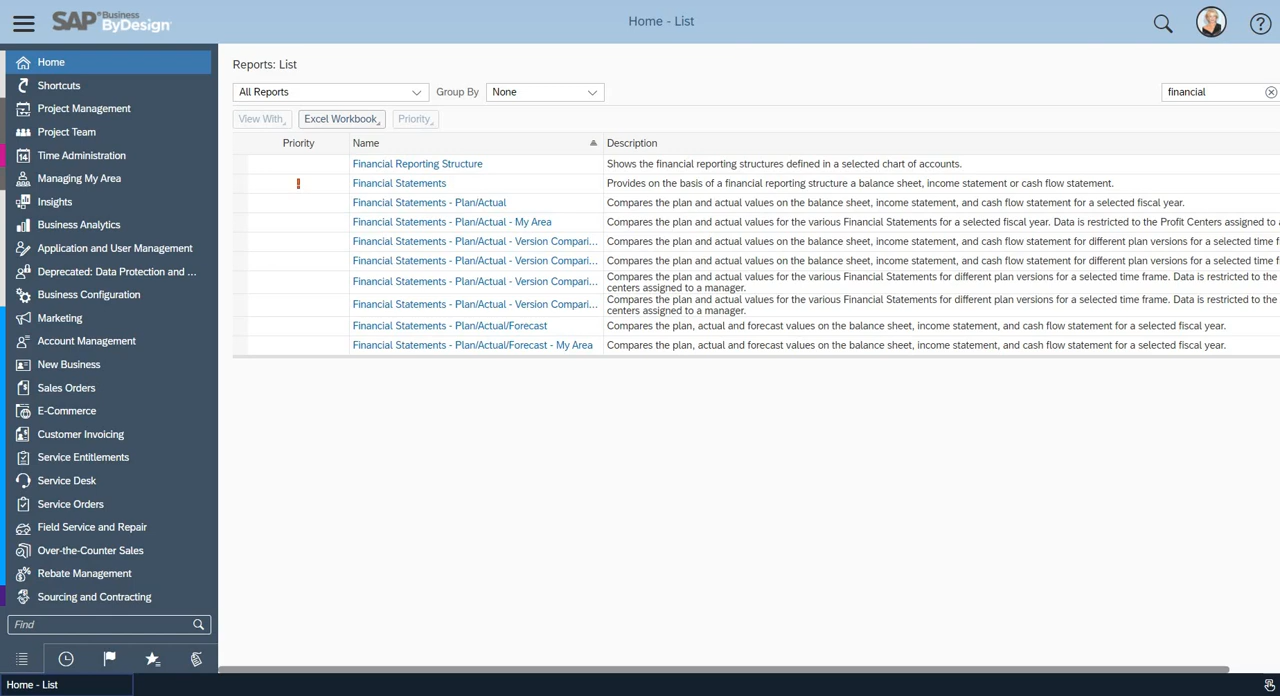 SAP Business ByDesign
Home - List
Home
Shortcuts
Project Management
Project Team
14 Time Administration
Managing My Area
Insights
Business Analytics
Application and User Management
Deprecated: Data Protection and ...
Business Configuration
Marketing
Account Management
New Business
Sales Orders
E-Commerce
Customer Invoicing
Service Entitlements
Service Desk
Service Orders
Field Service and Repair
Over-the-Counter Sales
Rebate Management
Sourcing and Contracting
Find
Home - List
Reports: List
All Reports Group By None financial
View With Excel Workbook Priority
Priority Name Description
Financial Reporting Structure Shows the financial reporting structures defined in a selected chart of accounts.
! Financial Statements Provides on the basis of a financial reporting structure a balance sheet, income statement or cash flow statement.
Financial Statements - Plan/Actual Compares the plan and actual values on the balance sheet, income statement, and cash flow statement for a selected fiscal year.
Financial Statements - Plan/Actual - My Area Compares the plan and actual values for the various Financial Statements for a selected fiscal year. Data is restricted to the Profit Centers assigned to a
Financial Statements - Plan/Actual - Version Compari... Compares the plan and actual values on the balance sheet, income statement, and cash flow statement for different plan versions for a selected time f
Financial Statements - Plan/Actual - Version Compari... Compares the plan and actual values on the balance sheet, income statement, and cash flow statement for different plan versions for a selected time f
Financial Statements - Plan/Actual - Version Compari... Compares the plan and actual values for the various Financial Statements for different plan versions for a selected time frame. Data is restricted to the
centers assigned to a manager.
Financial Statements - Plan/Actual - Version Compari... Compares the plan and actual values for the various Financial Statements for different plan versions for a selected time frame. Data is restricted to the
centers assigned to a manager.
Financial Statements - Plan/Actual/Forecast Compares the plan, actual and forecast values on the balance sheet, income statement, and cash flow statement for a selected fiscal year.
Financial Statements - Plan/Actual/Forecast - My Area Compares the plan, actual and forecast values on the balance sheet, income statement, and cash flow statement for a selected fiscal year.